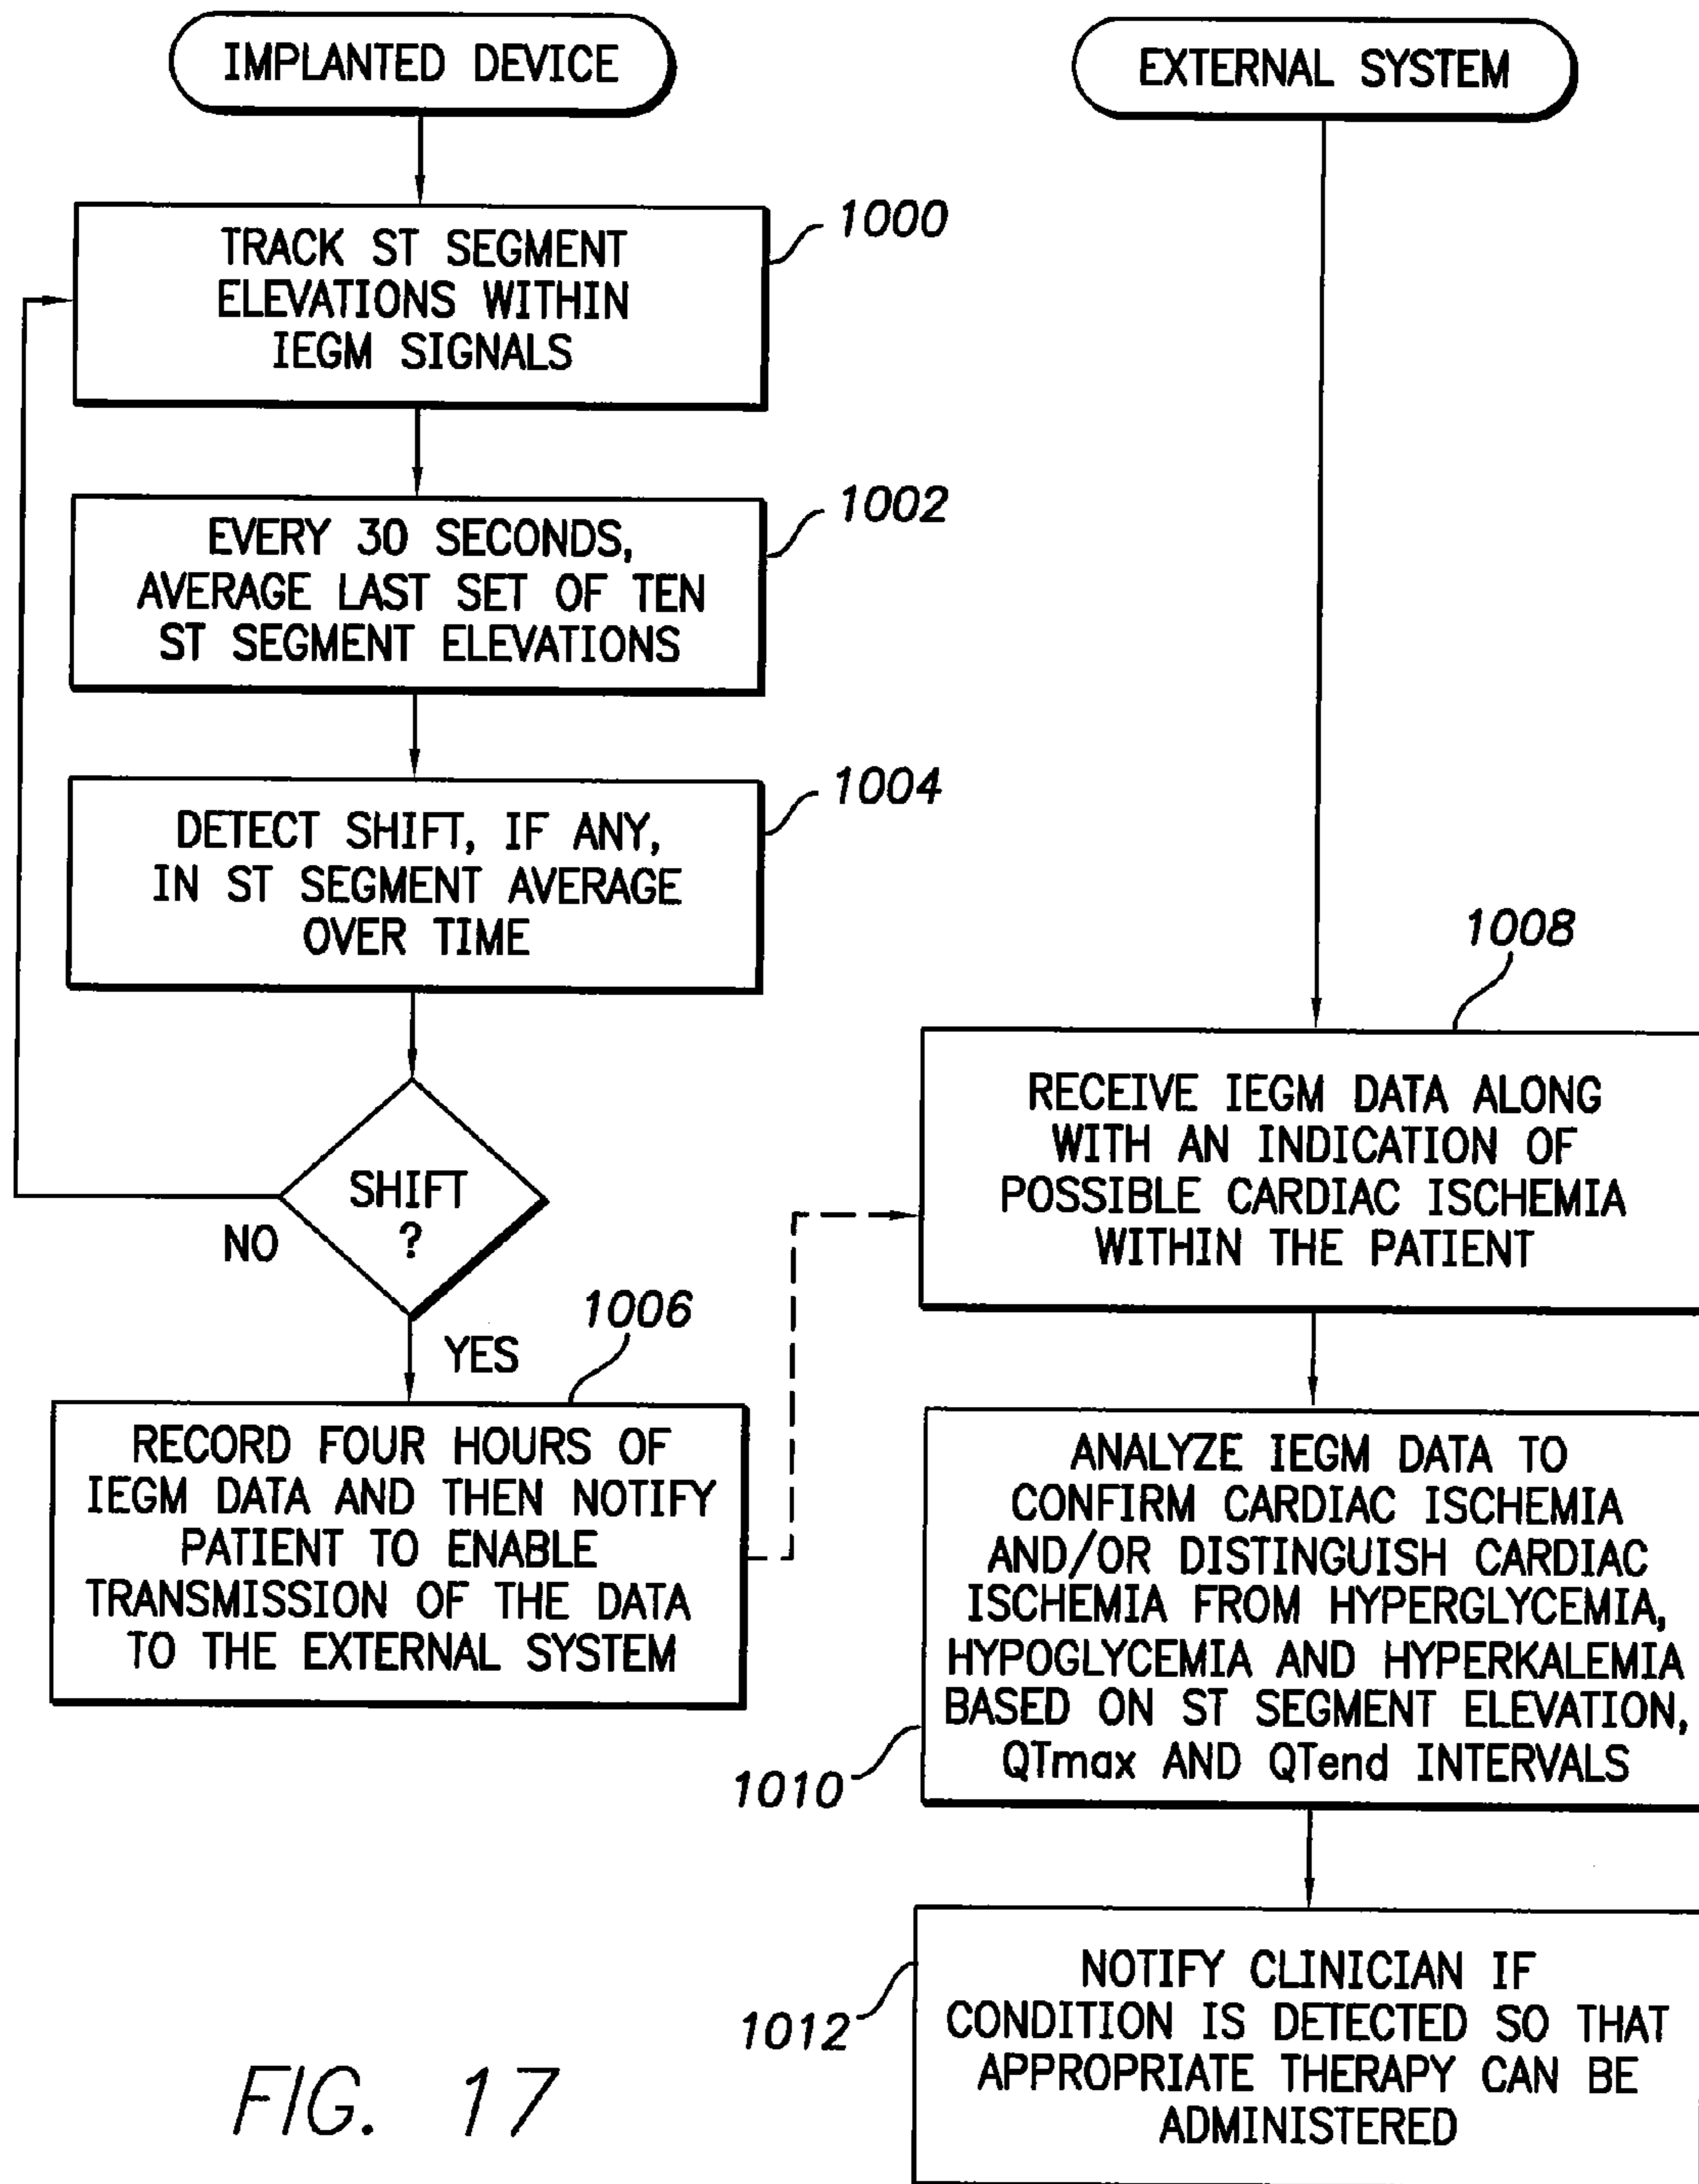 IMPLANTED DEVICE
1000
TRACK ST SEGMENT
ELEVATIONS WITHIN
IEGM SIGNALS
1002
EVERY 30 SECONDS,
AVERAGE LAST SET OF TEN
ST SEGMENT ELEVATIONS
1004
DETECT SHIFT, IF ANY,
IN ST SEGMENT AVERAGE
OVER TIME
SHIFT
?
NO
YES
1006
RECORD FOUR HOURS OF
IEGM DATA AND THEN NOTIFY
PATIENT TO ENABLE
TRANSMISSION OF THE DATA
TO THE EXTERNAL SYSTEM
EXTERNAL SYSTEM
1008
RECEIVE IEGM DATA ALONG
WITH AN INDICATION OF
POSSIBLE CARDIAC ISCHEMIA
WITHIN THE PATIENT
ANALYZE IEGM DATA TO
CONFIRM CARDIAC ISCHEMIA
AND/OR DISTINGUISH CARDIAC
ISCHEMIA FROM HYPERGLYCEMIA,
HYPOGLYCEMIA AND HYPERKALEMIA
BASED ON ST SEGMENT ELEVATION,
QTmax AND QTend INTERVALS
1010
NOTIFY CLINICIAN IF
CONDITION IS DETECTED SO THAT
APPROPRIATE THERAPY CAN BE
ADMINISTERED
1012
FIG. 17